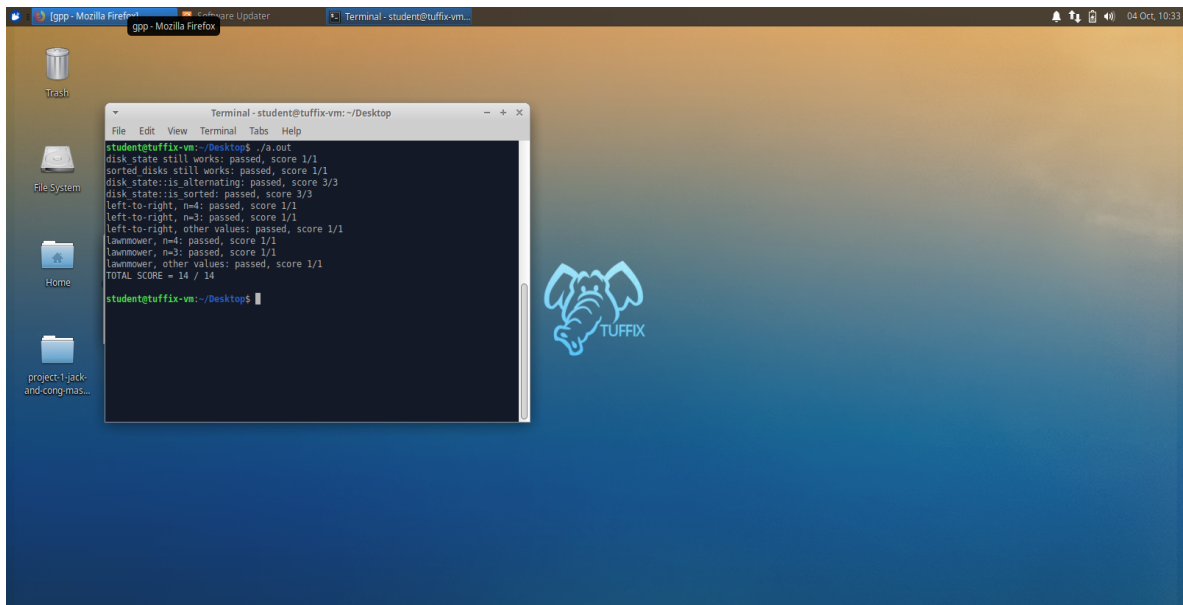 [gpp - Mozilla Firefox]
Software Updater
Terminal - student@tuffix-vm...
04 Oct, 10:33
gpp - Mozilla Firefox
Trash
File System
Home
project-1-jack-
and-cong-mas...
Terminal - student@tuffix-vm: ~/Desktop
File Edit View Terminal Tabs Help
student@tuffix-vm:~/Desktop$ ./a.out
disk_state still works: passed, score 1/1
sorted_disks still works: passed, score 1/1
disk_state::is_alternating: passed, score 3/3
disk_state::is_sorted: passed, score 3/3
left-to-right, n=4: passed, score 1/1
left-to-right, n=3: passed, score 1/1
left-to-right, other values: passed, score 1/1
lawnmower, n=4: passed, score 1/1
lawnmower, n=3: passed, score 1/1
lawnmower, other values: passed, score 1/1
TOTAL SCORE = 14 / 14
student@tuffix-vm:~/Desktop$
TUFFIX